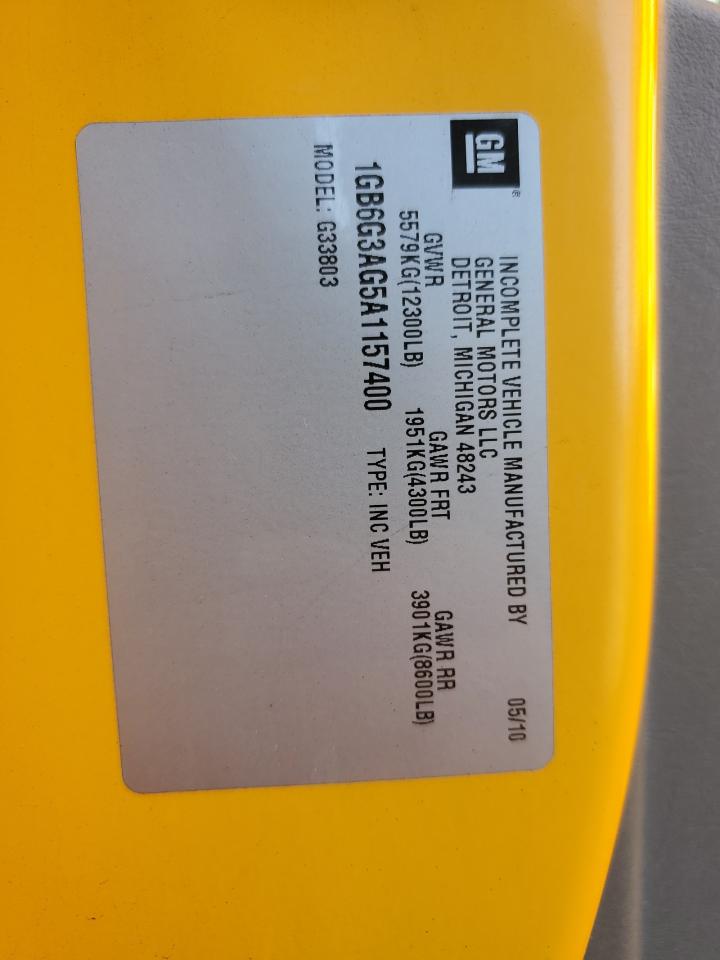 GM®
INCOMPLETE VEHICLE MANUFACTURED BY 05/10
GENERAL MOTORS LLC
DETROIT, MICHIGAN 48243
GVWR GAWR FRT GAWR RR
5579KG(12300LB) 1951KG(4300LB) 3901KG(8600LB)
1GB6G3AG5A1157400 TYPE: INC VEH
MODEL: G33803